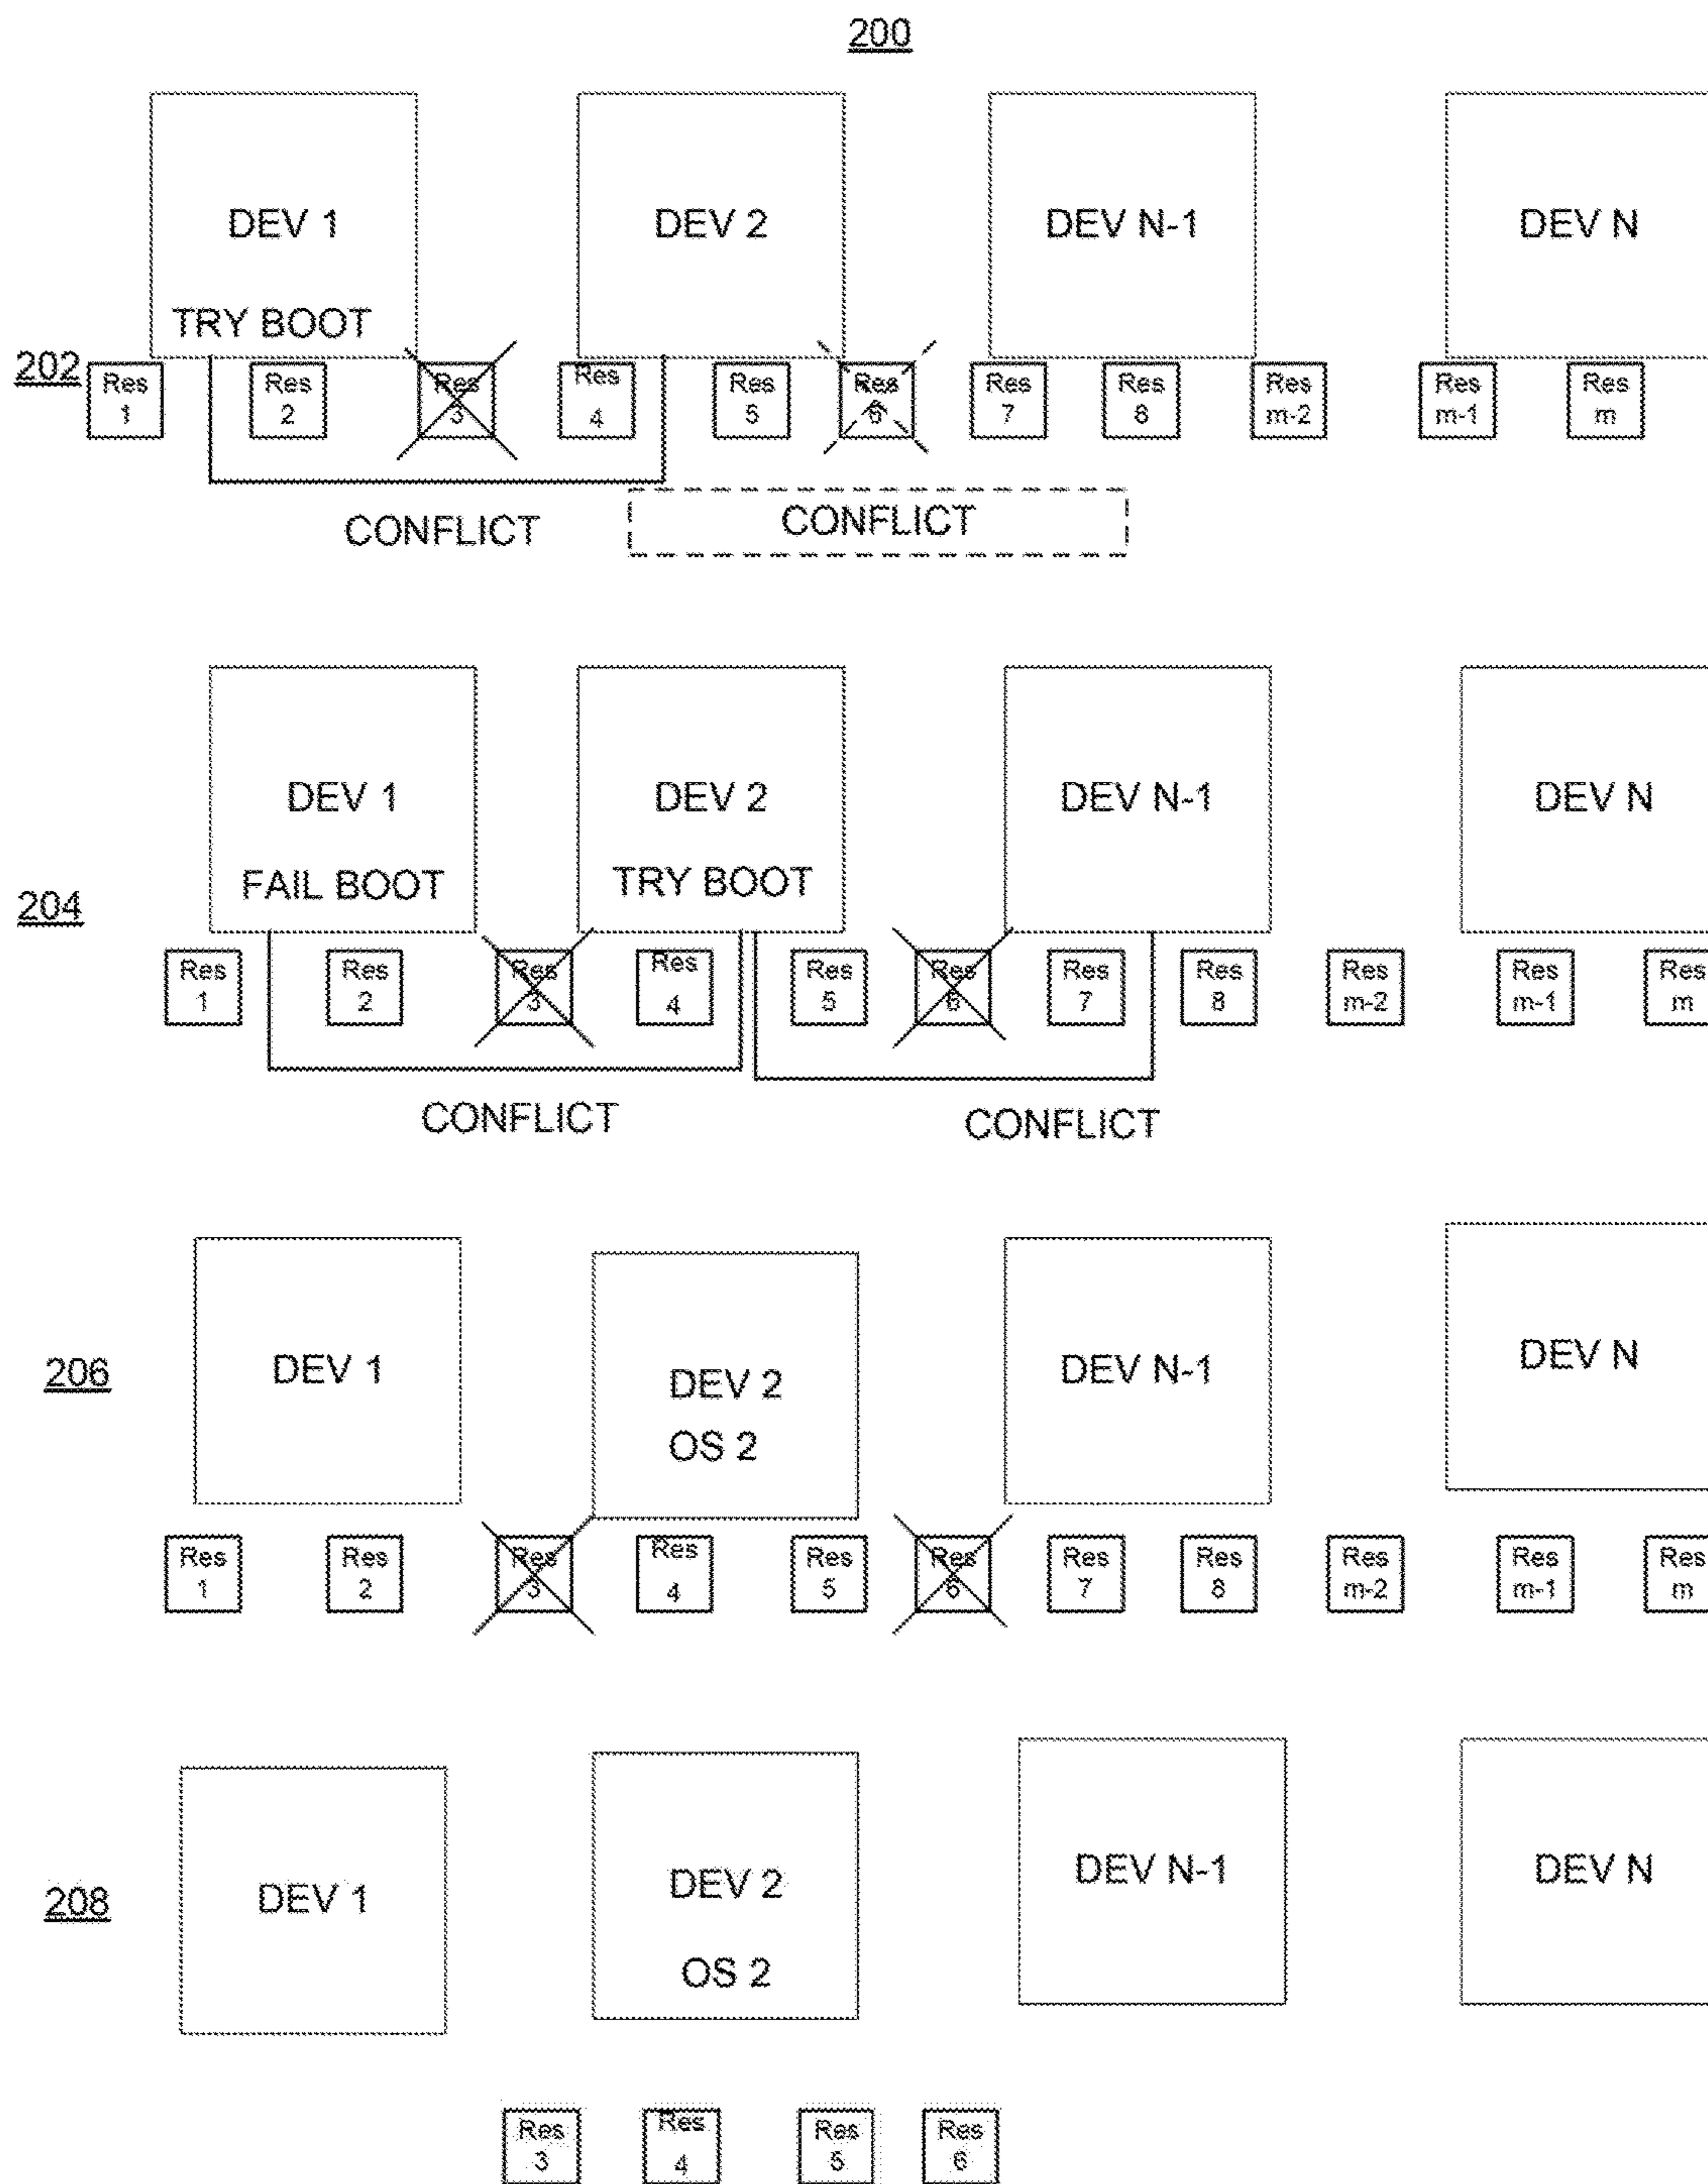 200
DEV 1
DEV 2
DEV N-1
DEV N
TRY BOOT
202
Res 1
Res 2
Res 3
Res 4
Res 5
Res 6
Res 7
Res 8
Res m-2
Res m-1
Res m
CONFLICT
CONFLICT
DEV 1
DEV 2
DEV N-1
DEV N
FAIL BOOT
TRY BOOT
204
Res 1
Res 2
Res 3
Res 4
Res 5
Res 6
Res 7
Res 8
Res m-2
Res m-1
Res m
CONFLICT
CONFLICT
206
DEV 1
DEV 2
OS 2
DEV N-1
DEV N
Res 1
Res 2
Res 3
Res 4
Res 5
Res 6
Res 7
Res 8
Res m-2
Res m-1
Res m
208
DEV 1
DEV 2
OS 2
DEV N-1
DEV N
Res 3
Res 4
Res 5
Res 6